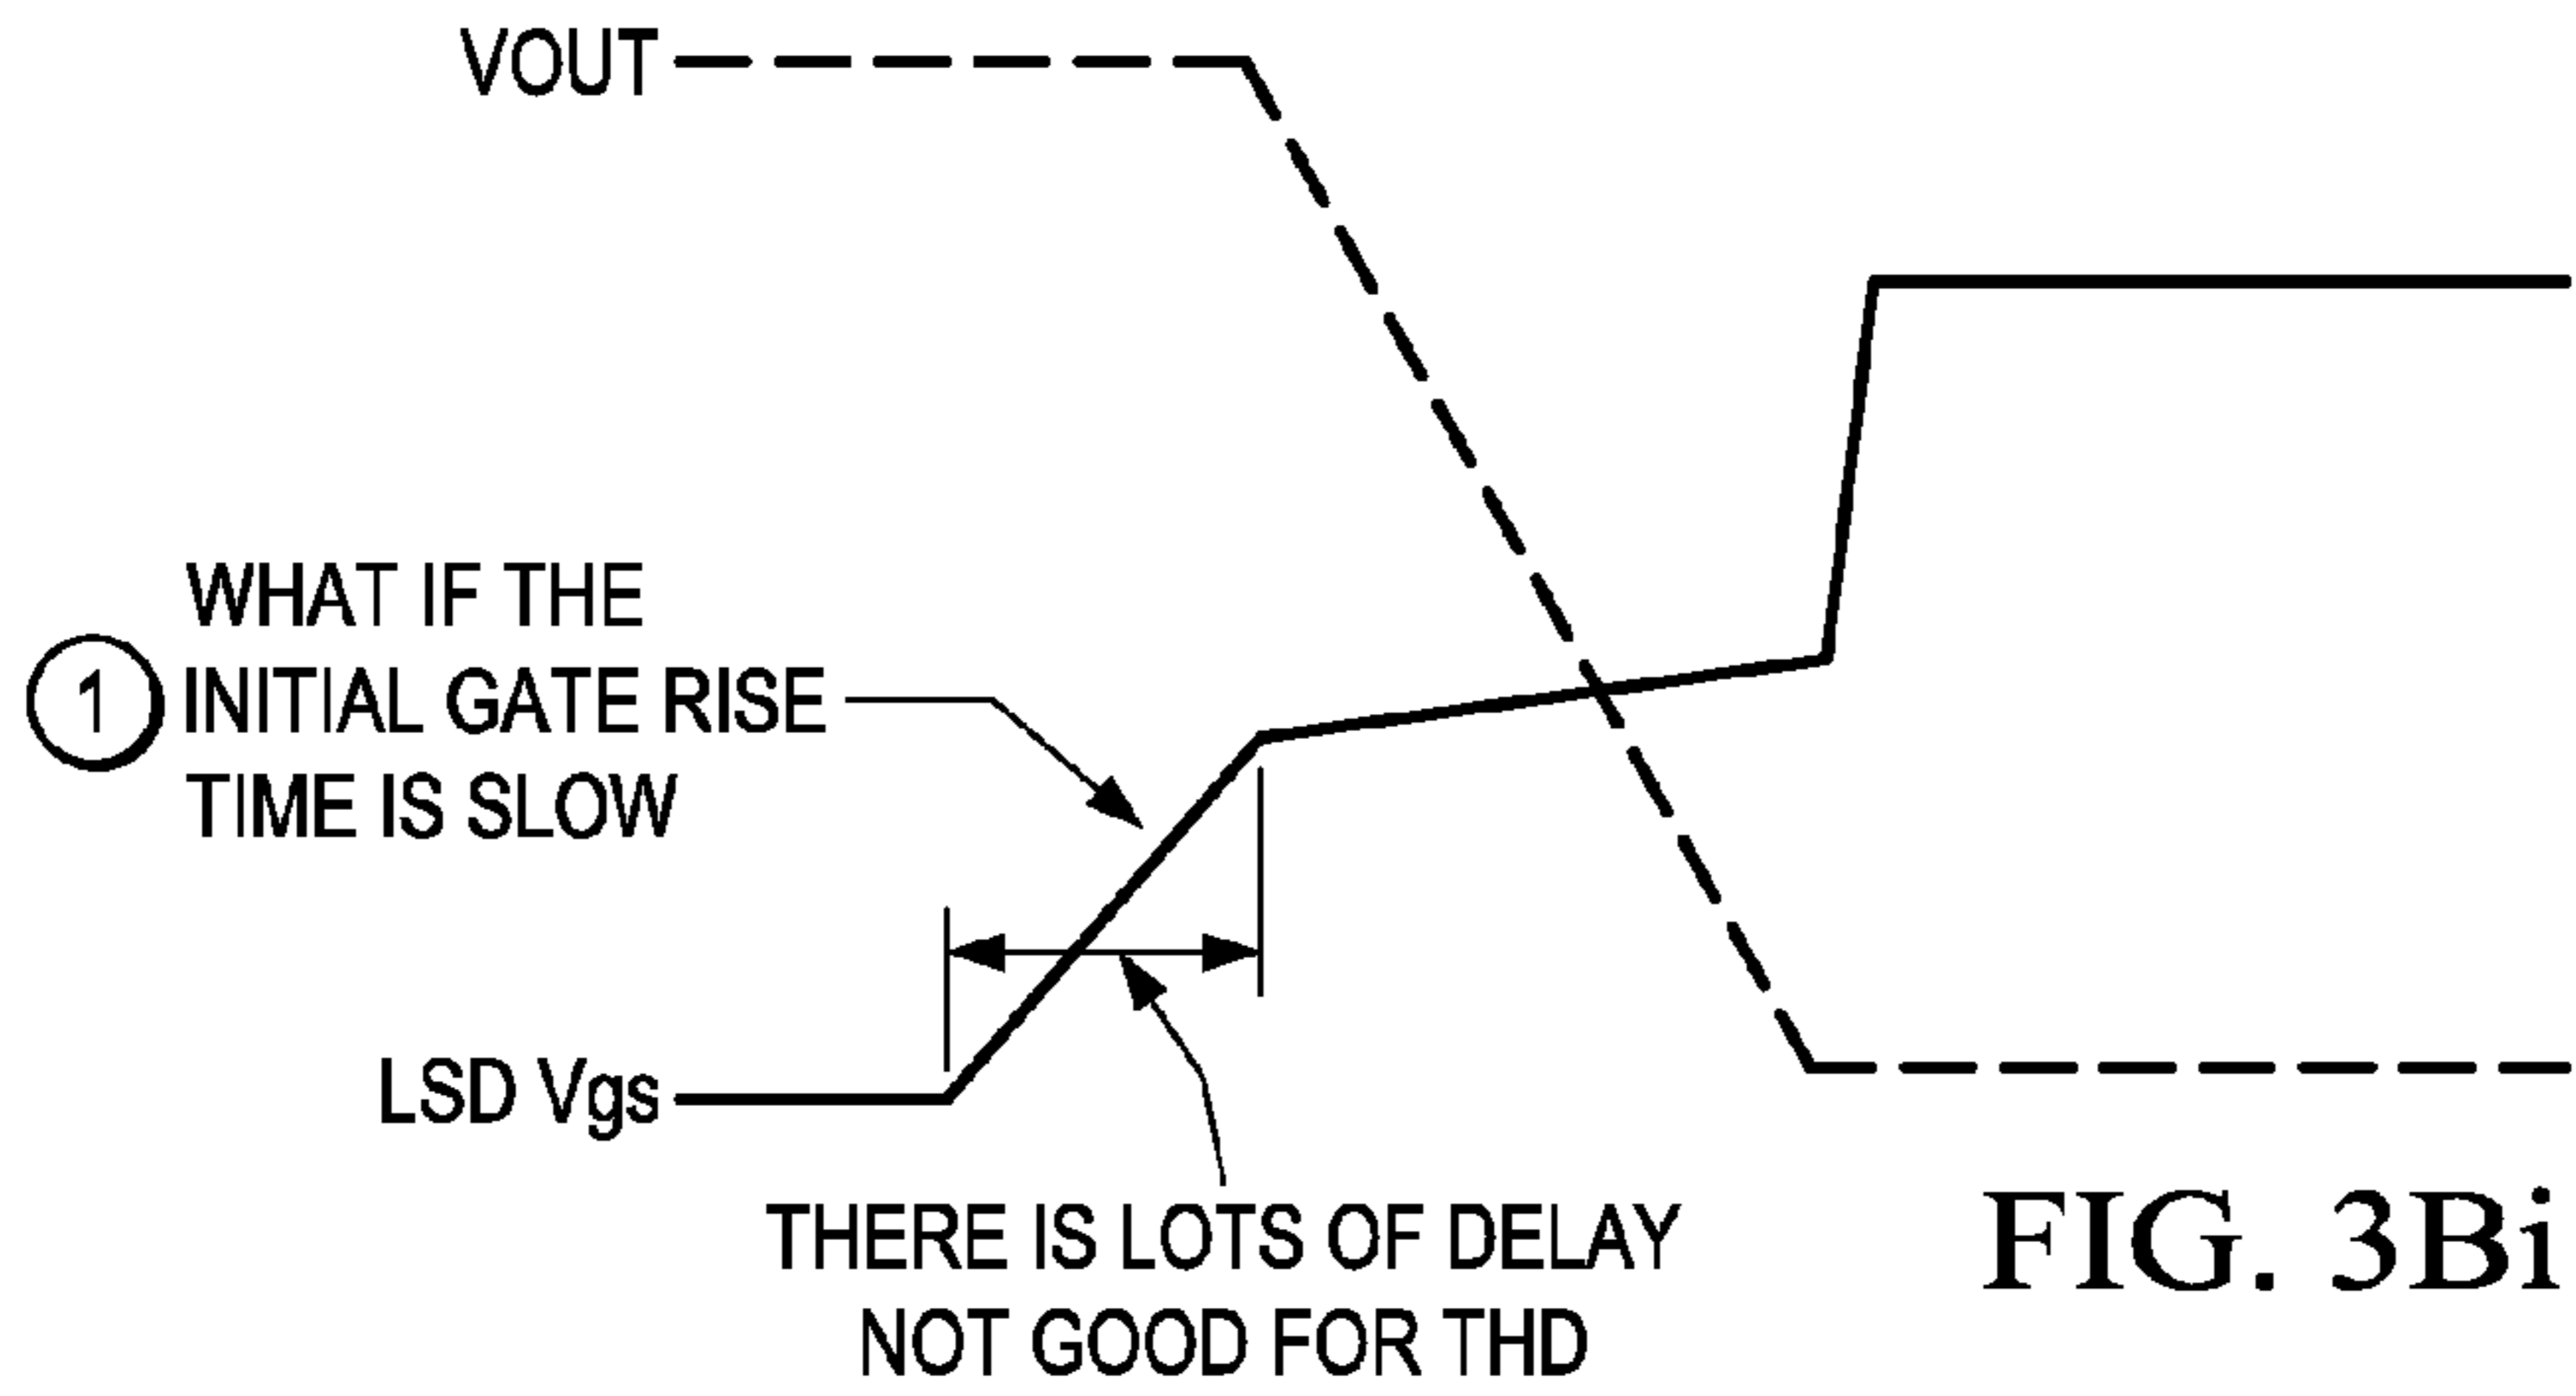 VOUT
WHAT IF THE
1 INITIAL GATE RISE
TIME IS SLOW
LSD Vgs
THERE IS LOTS OF DELAY
NOT GOOD FOR THD
FIG. 3Bi